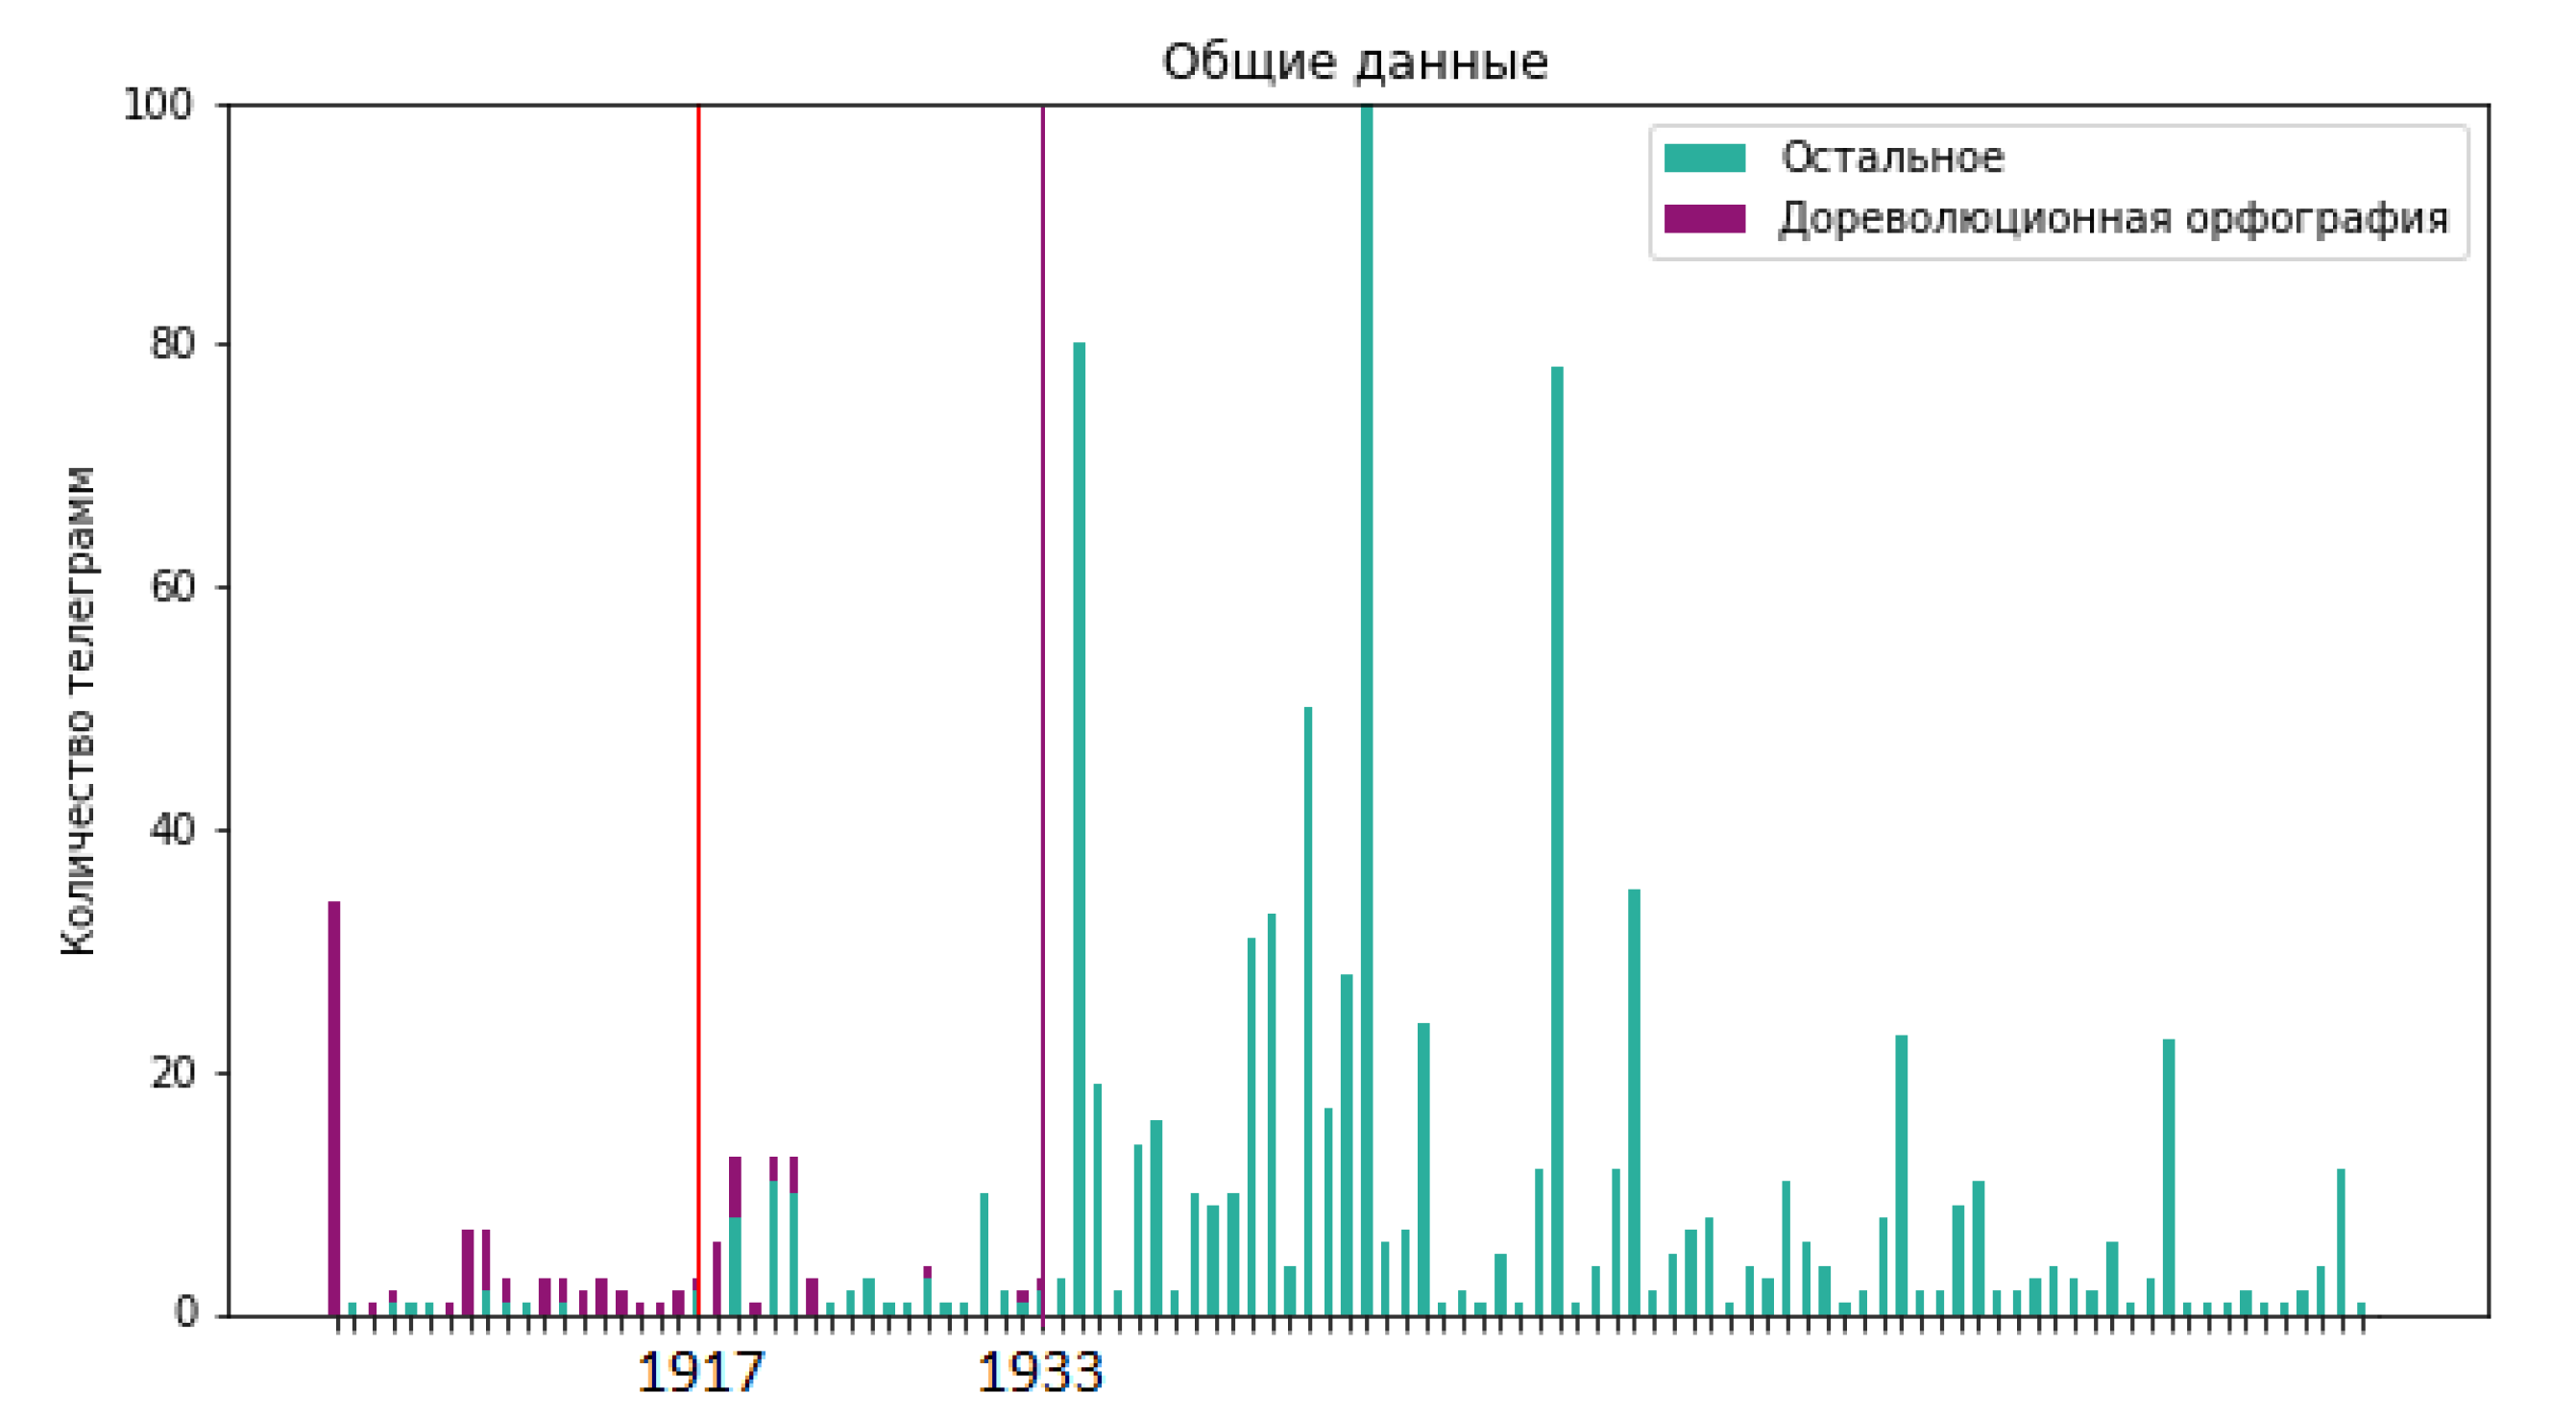 Общие данные
Количество телеграмм
100
80
60
40
20
0
Остальное
Дореволюционная орфография
1917
1933